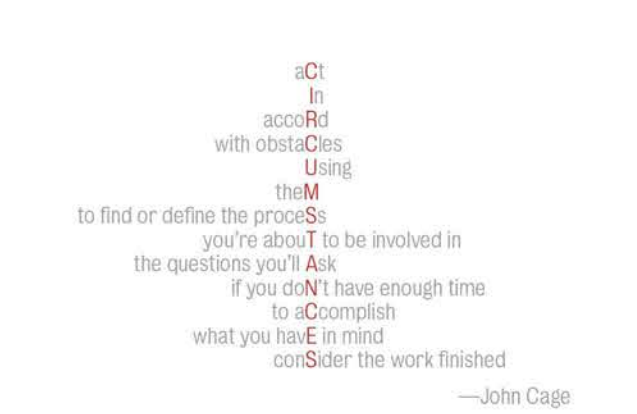 aCt
In
accoRd
with obstaCles
Using
theM
to find or define the proceSs
you're abouT to be involved in
the questions you'll Ask
if you doN't have enough time
to aCcomplish
what you havE in mind
conSider the work finished
—John Cage